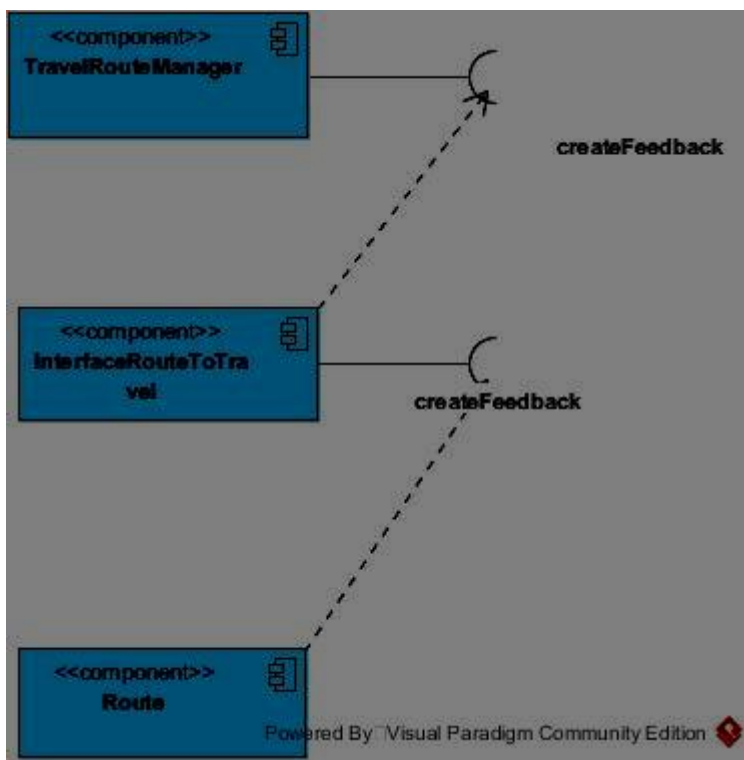 <<component>>
TravelRouteManager
createFeedback
<<component>>
InterfaceRouteToTra
vel
createFeedback
<<component>>
Route
Powered By Visual Paradigm Community Edition